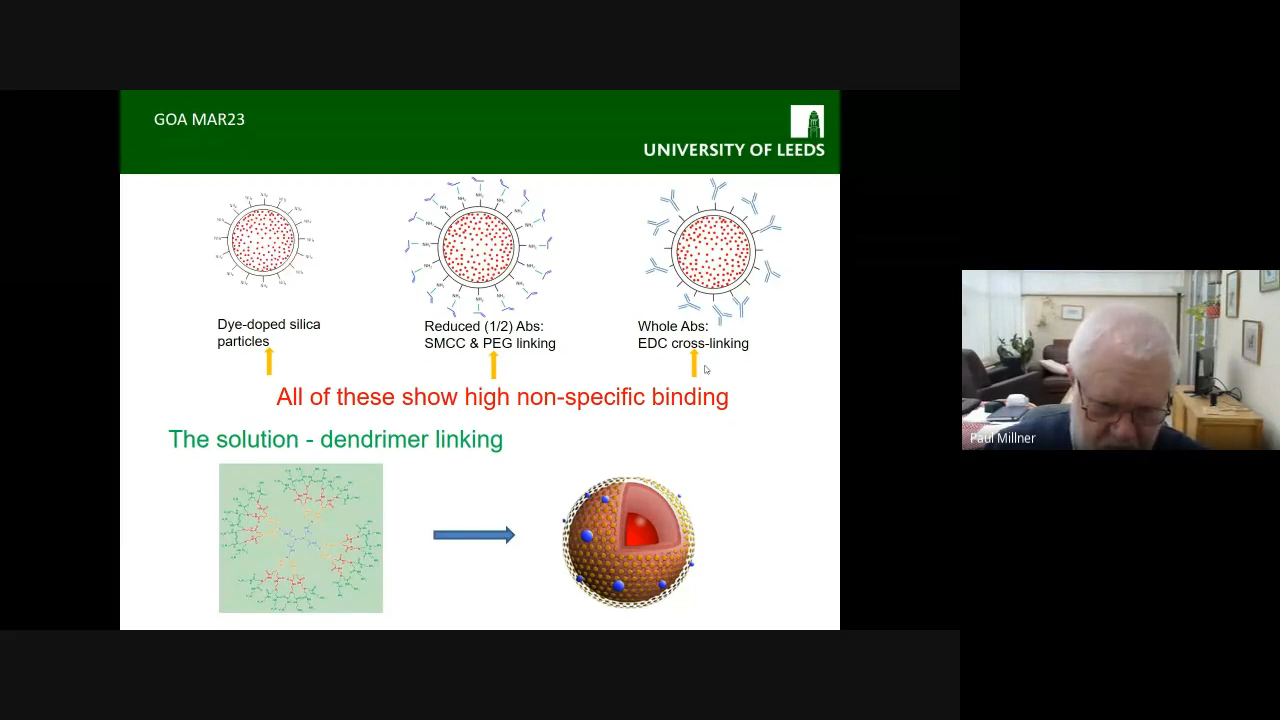 GOA MAR23
UNIVERSITY OF LEEDS
Dye-doped silica
particles
Reduced (1/2) Abs:
SMCC & PEG linking
Whole Abs:
EDC cross-linking
All of these show high non-specific binding
The solution - dendrimer linking
Paul Millner